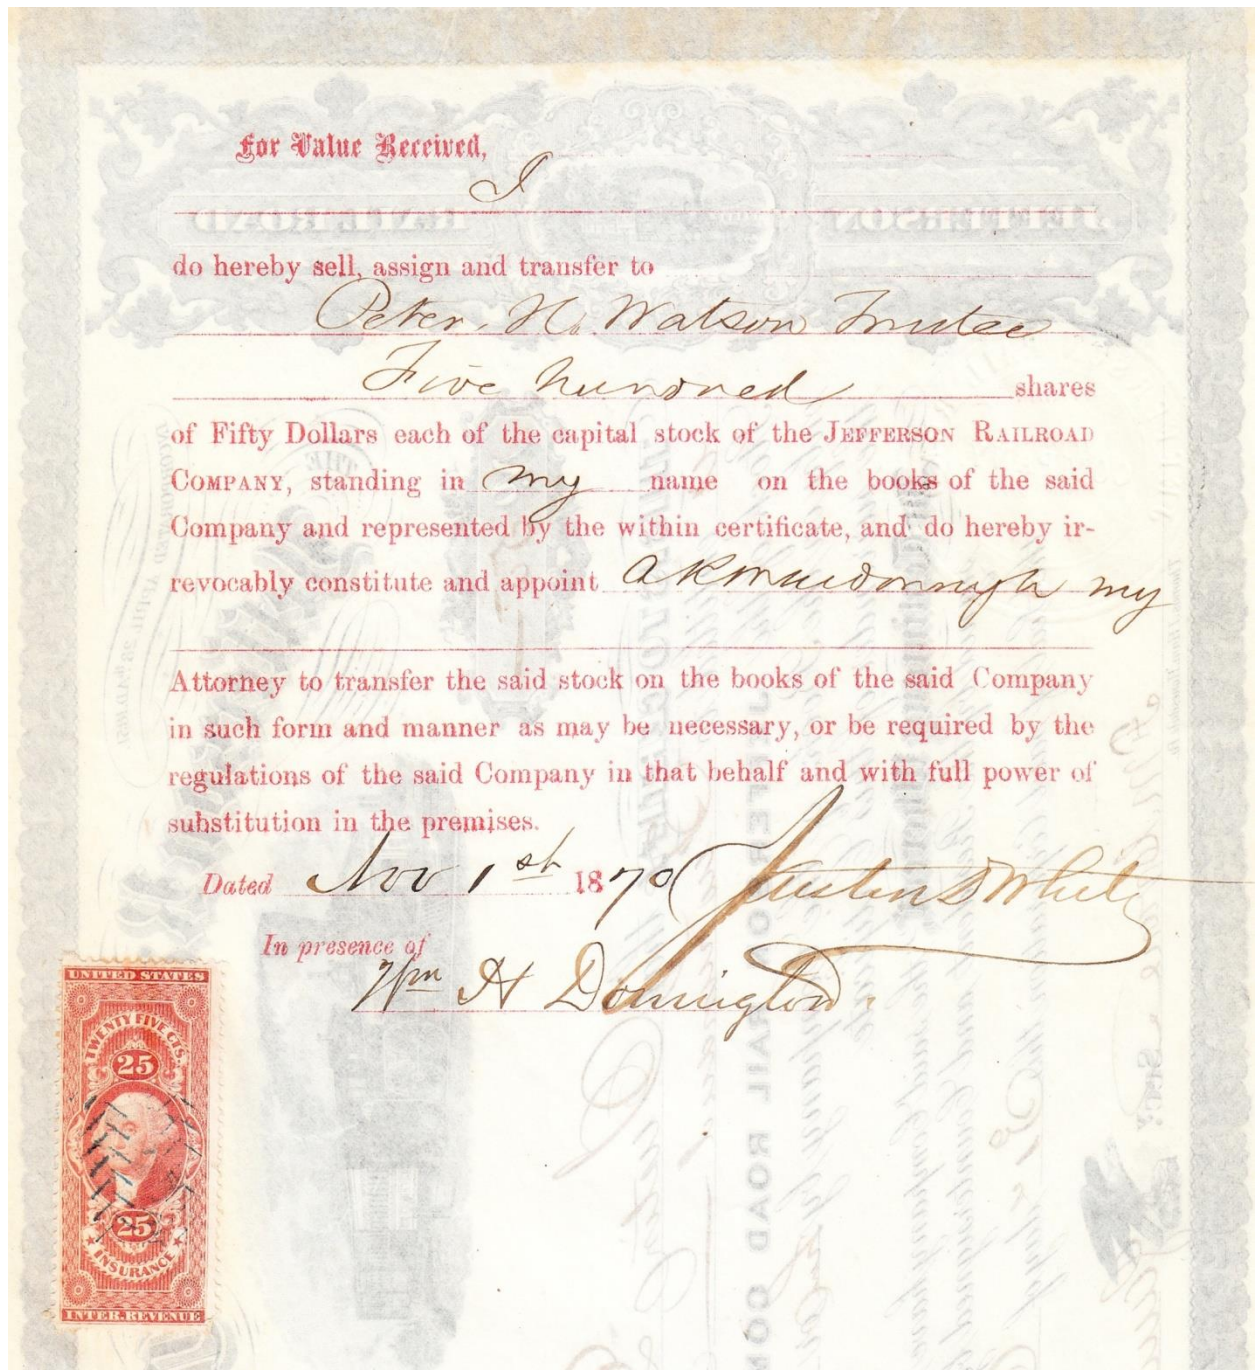 For Value Received,
I
do hereby sell, assign and transfer to
Peter. H. Watson Trustee
Five hundred shares
of Fifty Dollars each of the capital stock of the JEFFERSON RAILROAD
COMPANY, standing in my name on the books of the said
Company and represented by the within certificate, and do hereby ir-
revocably constitute and appoint A K Macdonough my
Attorney to transfer the said stock on the books of the said Company
in such form and manner as may be necessary, or be required by the
regulations of the said Company in that behalf and with full power of
substitution in the premises.
Dated Nov 1st 1870 White
In presence of
Wm H Donington
UNITED STATES
TWENTY FIVE CTS.
25
25
INSURANCE
INTER. REVENUE